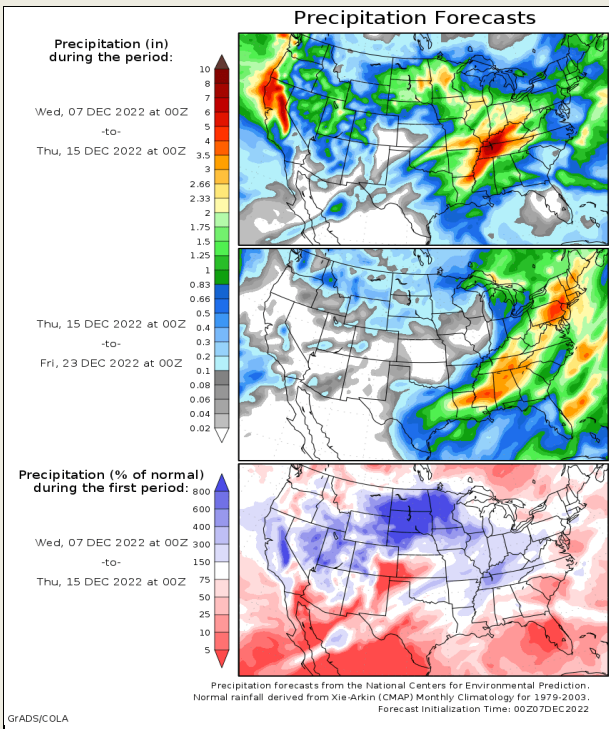 Precipitation Forecasts
Precipitation (in)
during the period:
Wed, 07 DEC 2022 at 00Z
-to-
Thu, 15 DEC 2022 at 00Z
10
8
7
6
5
4
3.5
3
2.66
2.33
2
1.75
1.5
1.25
1
0.83
0.66
0.5
0.4
0.3
0.2
0.1
0.08
0.06
0.04
0.02
Thu, 15 DEC 2022 at 00Z
-to-
Fri, 23 DEC 2022 at 00Z
Precipitation (% of normal)
during the first period:
Wed, 07 DEC 2022 at 00Z
-to-
Thu, 15 DEC 2022 at 00Z
800
600
400
300
150
75
50
25
10
5
Precipitation forecasts from the National Centers for Environmental Prediction.
Normal rainfall derived from Xie-Arkin (CMAP) Monthly Climatology for 1979-2003.
Forecast Initialization Time: 00Z07DEC2022
GrADS/COLA